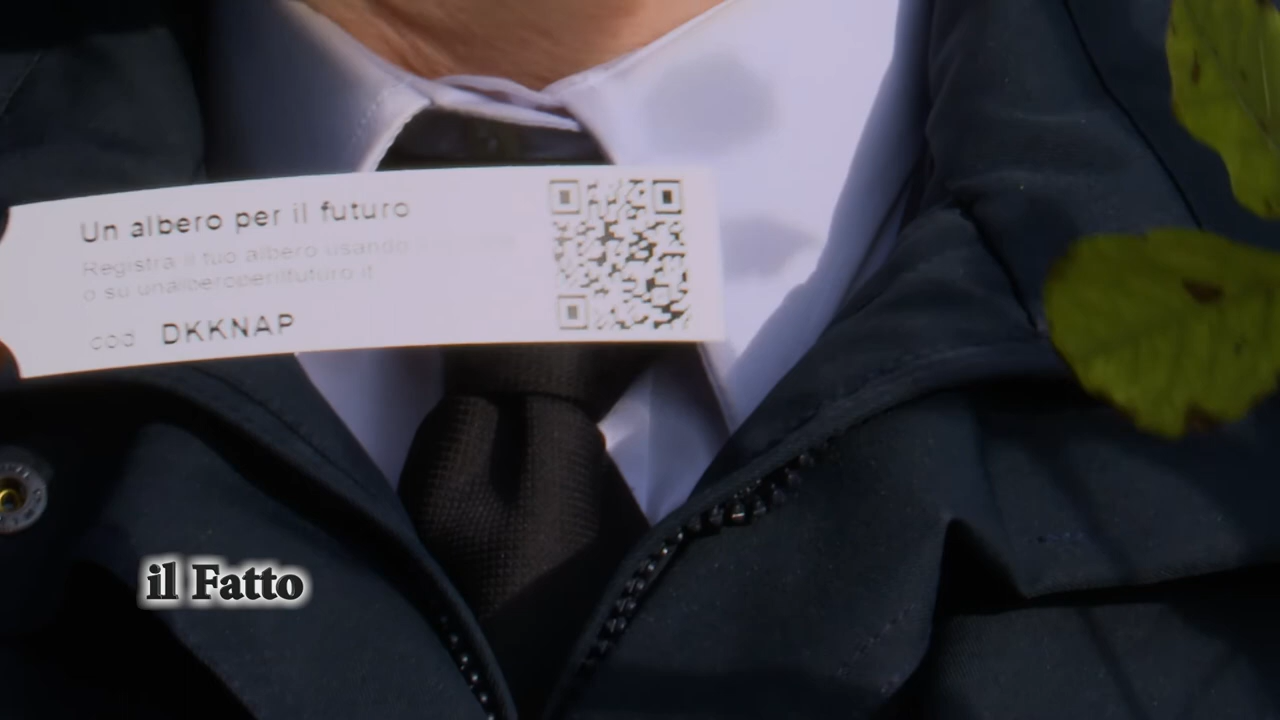 Un albero per il futuro
Registra il tuo albero usando
o su unalberoperilfuturo.it
cod DKKNAP
il Fatto